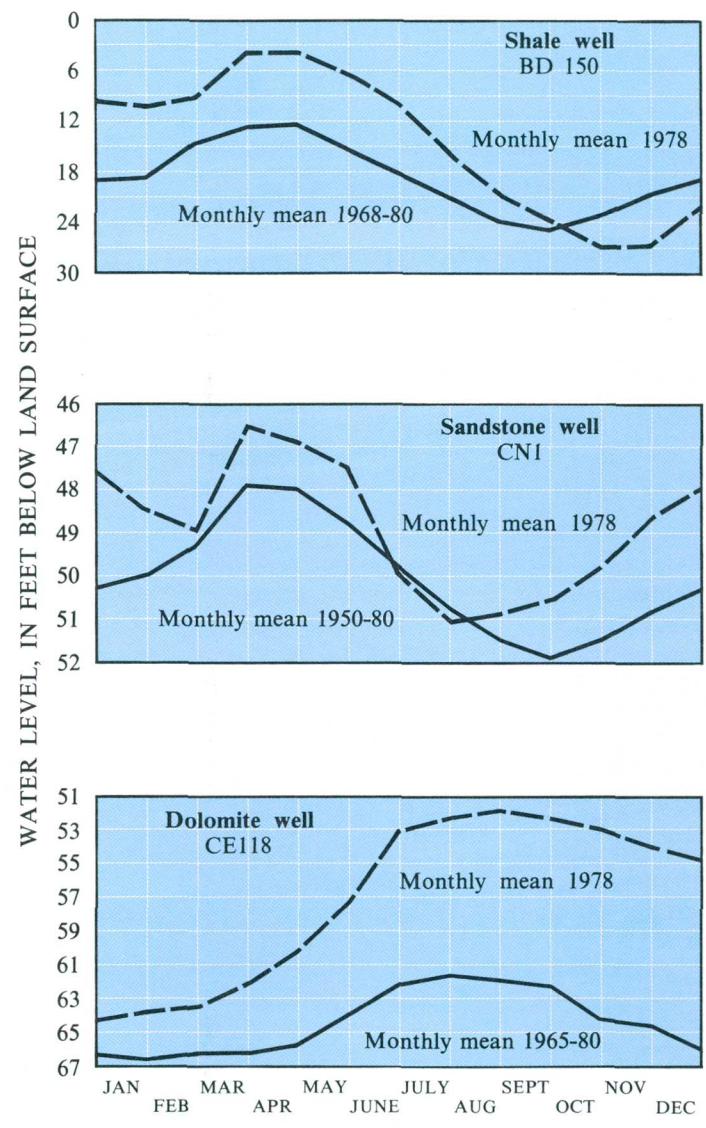 WATER LEVEL, IN FEET BELOW LAND SURFACE
0
6
12
18
24
30
Shale well
BD 150
Monthly mean 1978
Monthly mean 1968-80
46
47
48
49
50
51
52
Sandstone well
CN1
Monthly mean 1978
Monthly mean 1950-80
51
53
55
57
59
61
63
65
67
Dolomite well
CE118
Monthly mean 1978
Monthly mean 1965-80
JAN MAR MAY JULY SEPT NOV
FEB APR JUNE AUG OCT DEC